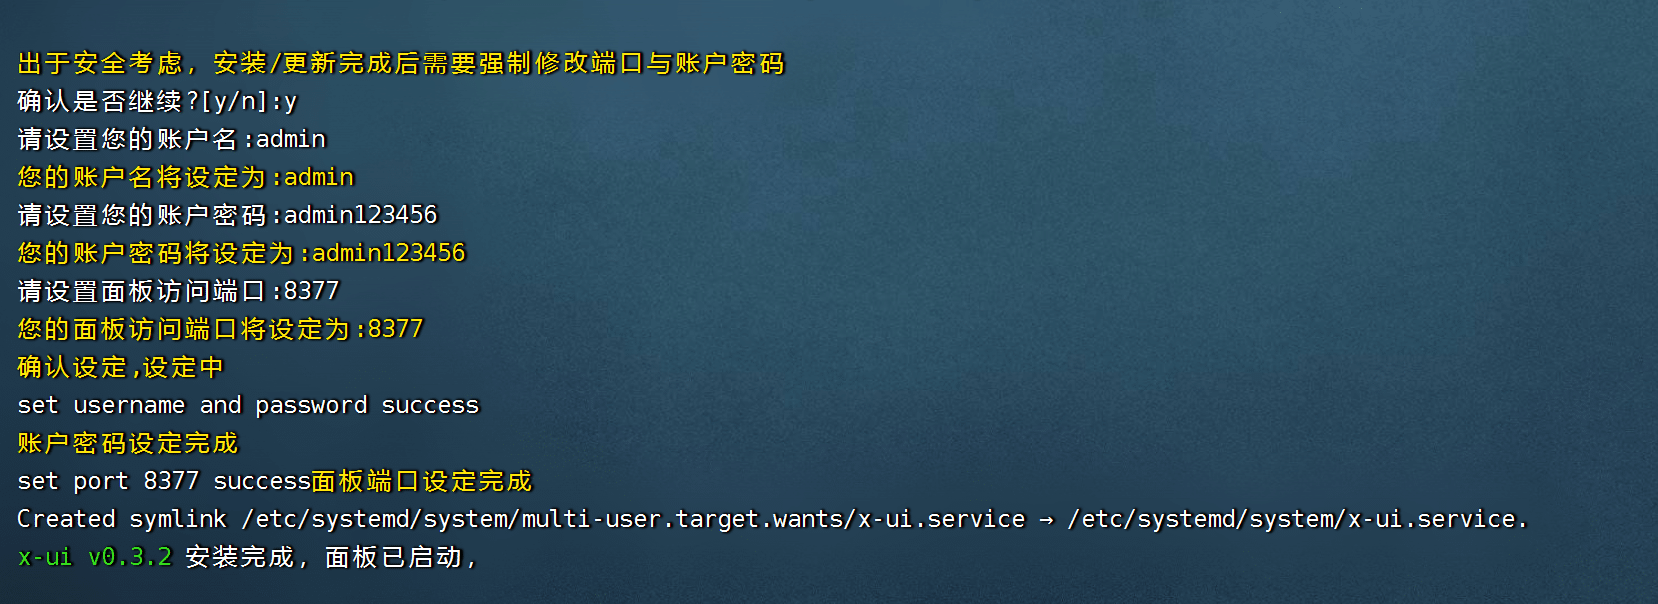 出于安全考虑，安装/更新完成后需要强制修改端口与账户密码
确认是否继续?[y/n]:y
请设置您的账户名:admin
您的账户名将设定为:admin
请设置您的账户密码:admin123456
您的账户密码将设定为:admin123456
请设置面板访问端口:8377
您的面板访问端口将设定为:8377
确认设定,设定中
set username and password success
账户密码设定完成
set port 8377 success面板端口设定完成
Created symlink /etc/systemd/system/multi-user.target.wants/x-ui.service → /etc/systemd/system/x-ui.service.
x-ui v0.3.2 安装完成，面板已启动，